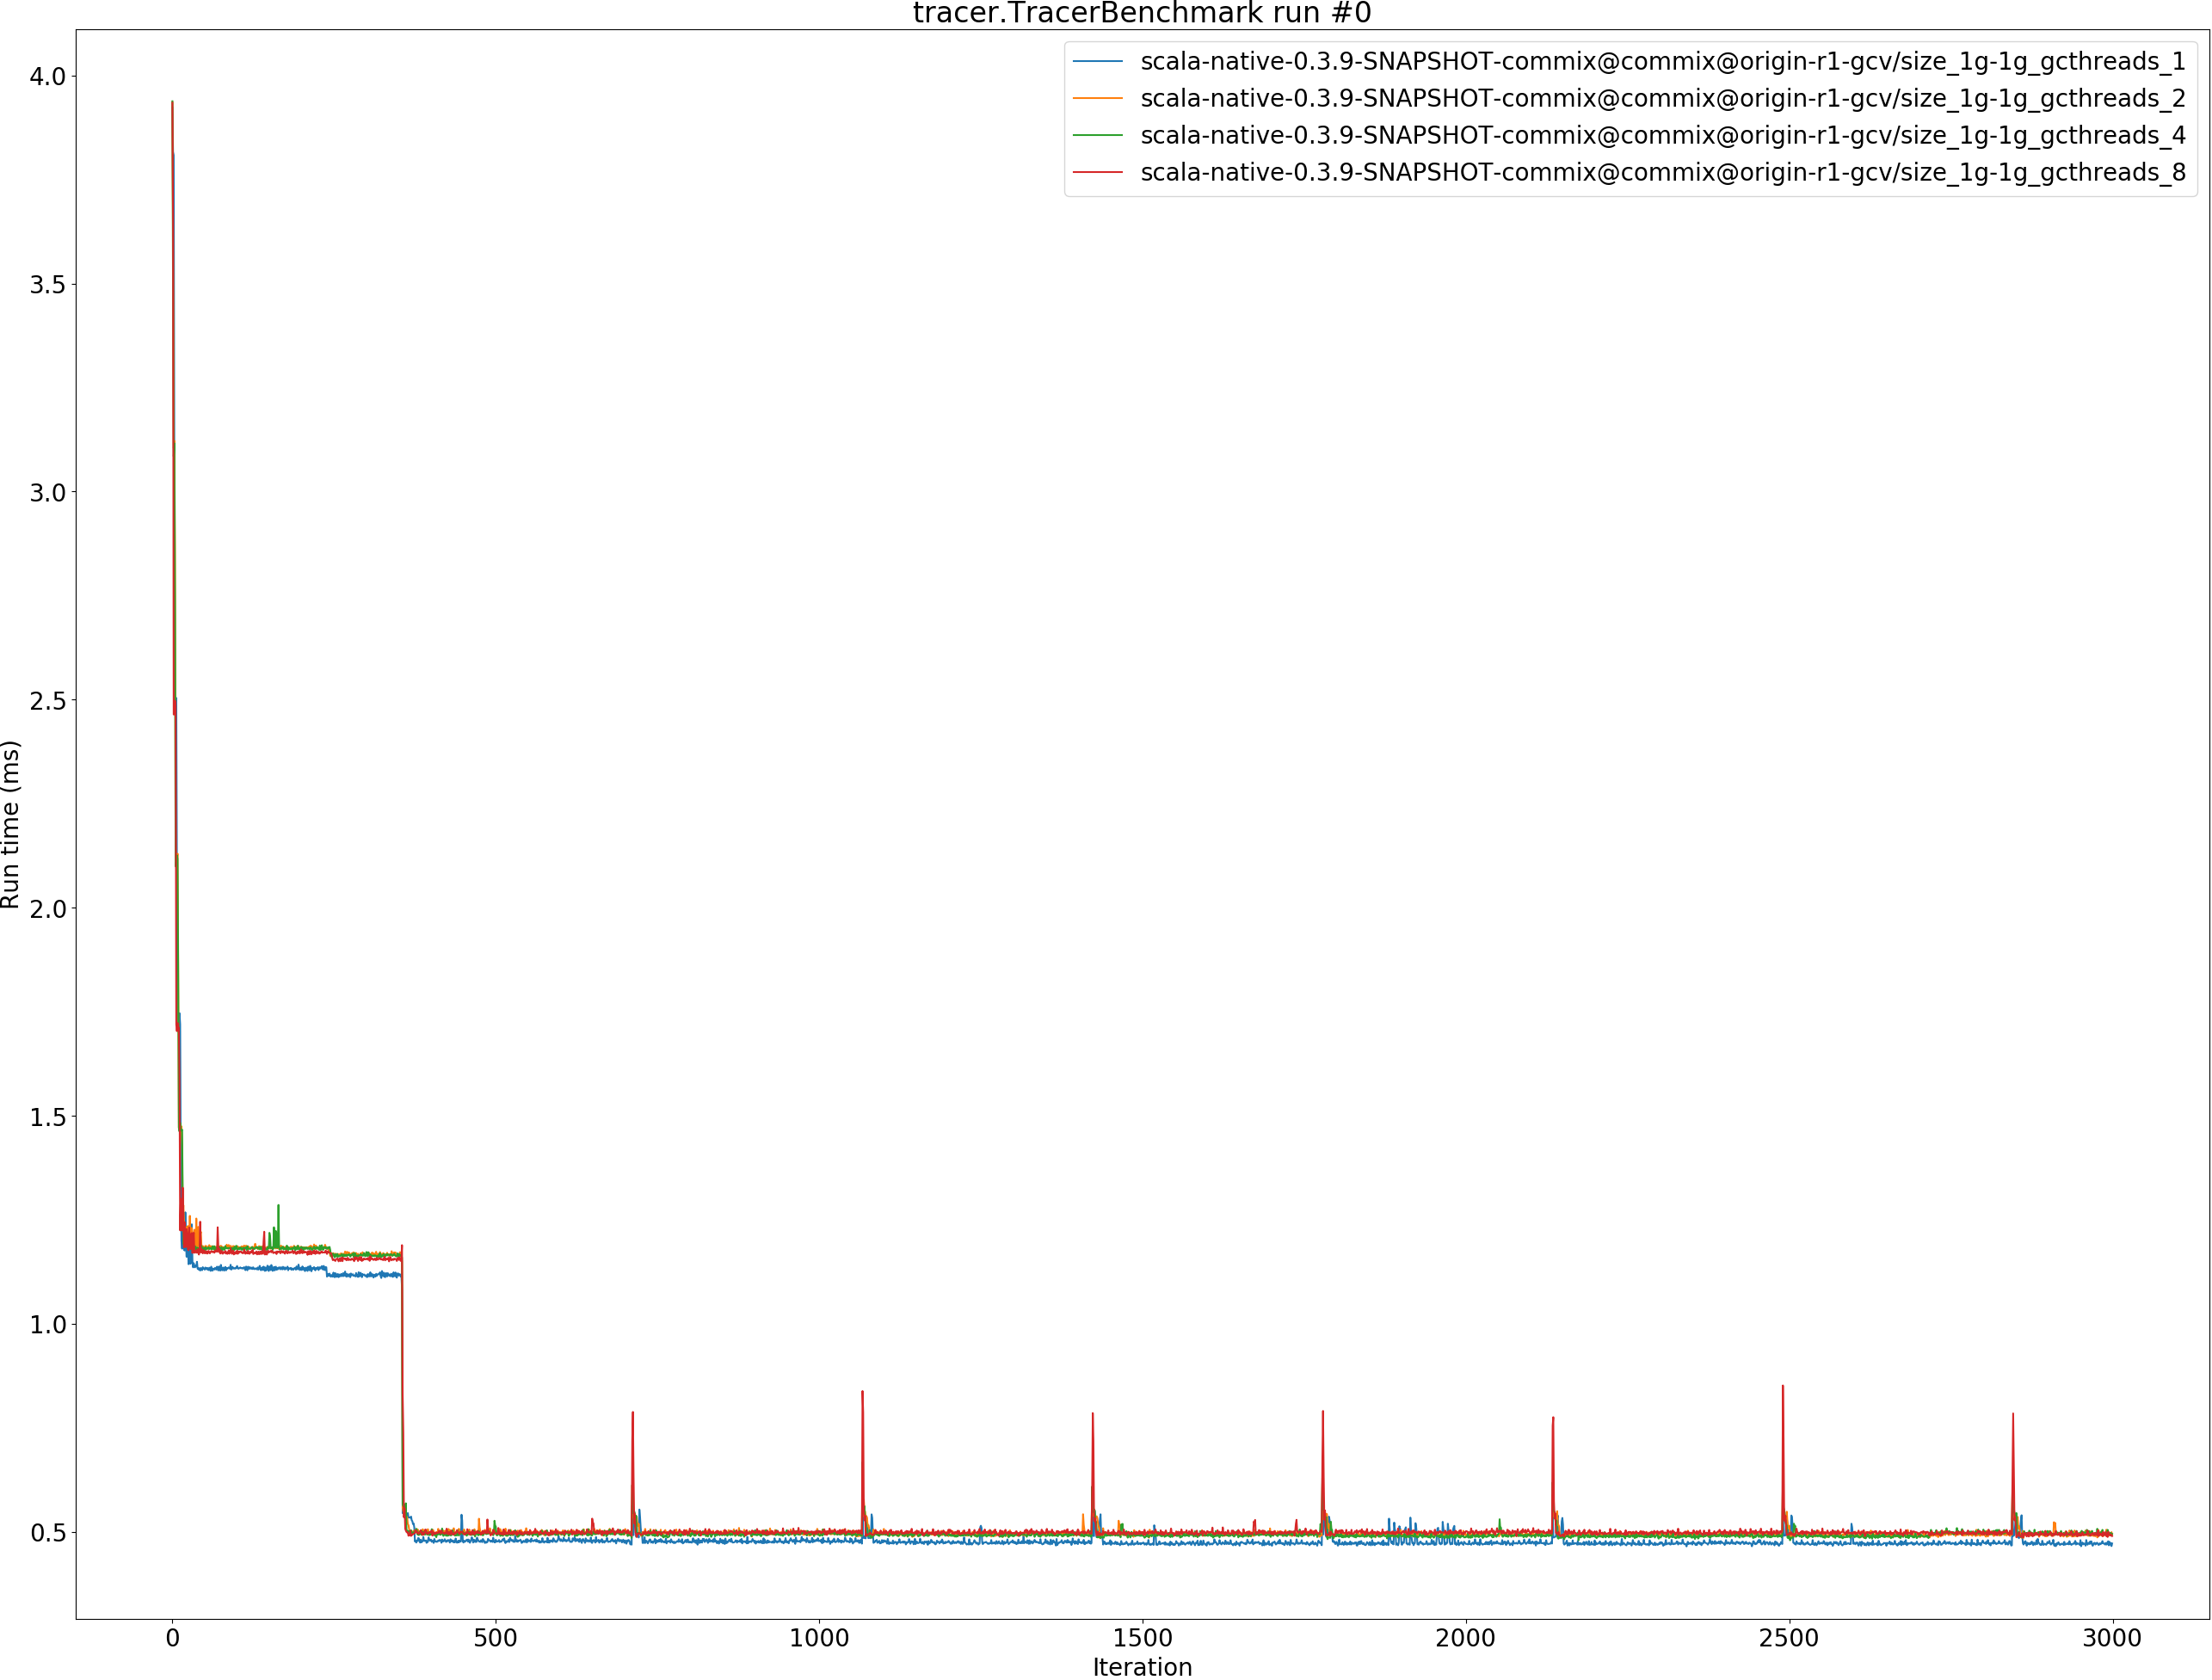 tracer.TracerBenchmark run #0
scala-native-0.3.9-SNAPSHOT-commix@commix@origin-r1-gcv/size_1g-1g_gcthreads_1
scala-native-0.3.9-SNAPSHOT-commix@commix@origin-r1-gcv/size_1g-1g_gcthreads_2
scala-native-0.3.9-SNAPSHOT-commix@commix@origin-r1-gcv/size_1g-1g_gcthreads_4
scala-native-0.3.9-SNAPSHOT-commix@commix@origin-r1-gcv/size_1g-1g_gcthreads_8
Run time (ms)
4.0
3.5
3.0
2.5
2.0
1.5
1.0
0.5
0 500 1000 1500 2000 2500 3000
Iteration